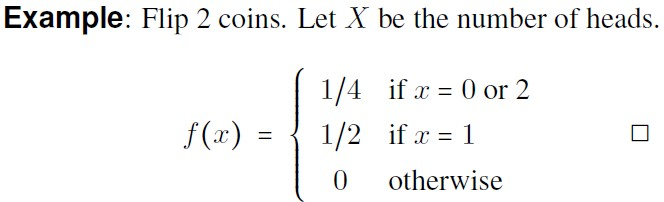 Example: Flip 2 coins. Let X be the number of heads.
1/4 if x = 0 or 2
f(x) = { 1/2 if x = 1 □
0 otherwise